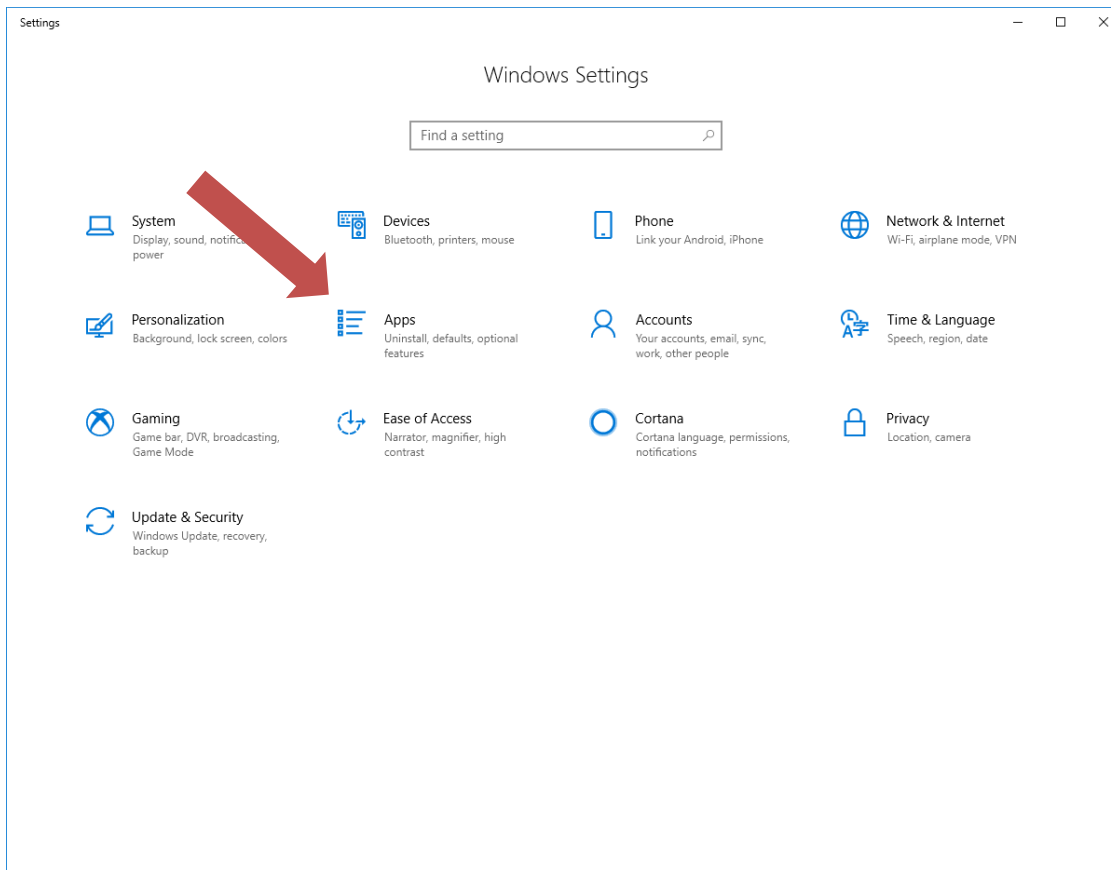 Settings
Windows Settings
Find a setting
System
Display, sound,
power
Devices
Bluetooth, printers, mouse
Phone
Link your Android, iPhone
Network & Internet
Wi-Fi, airplane mode, VPN
Personalization
Background, lock screen, colors
Apps
Uninstall, defaults, optional
features
Accounts
Your accounts, email, sync,
work, other people
Time & Language
Speech, region, date
Gaming
Game bar, DVR, broadcasting,
Game Mode
Ease of Access
Narrator, magnifier, high
contrast
Cortana
Cortana language, permissions,
notifications
Privacy
Location, camera
Update & Security
Windows Update, recovery,
backup